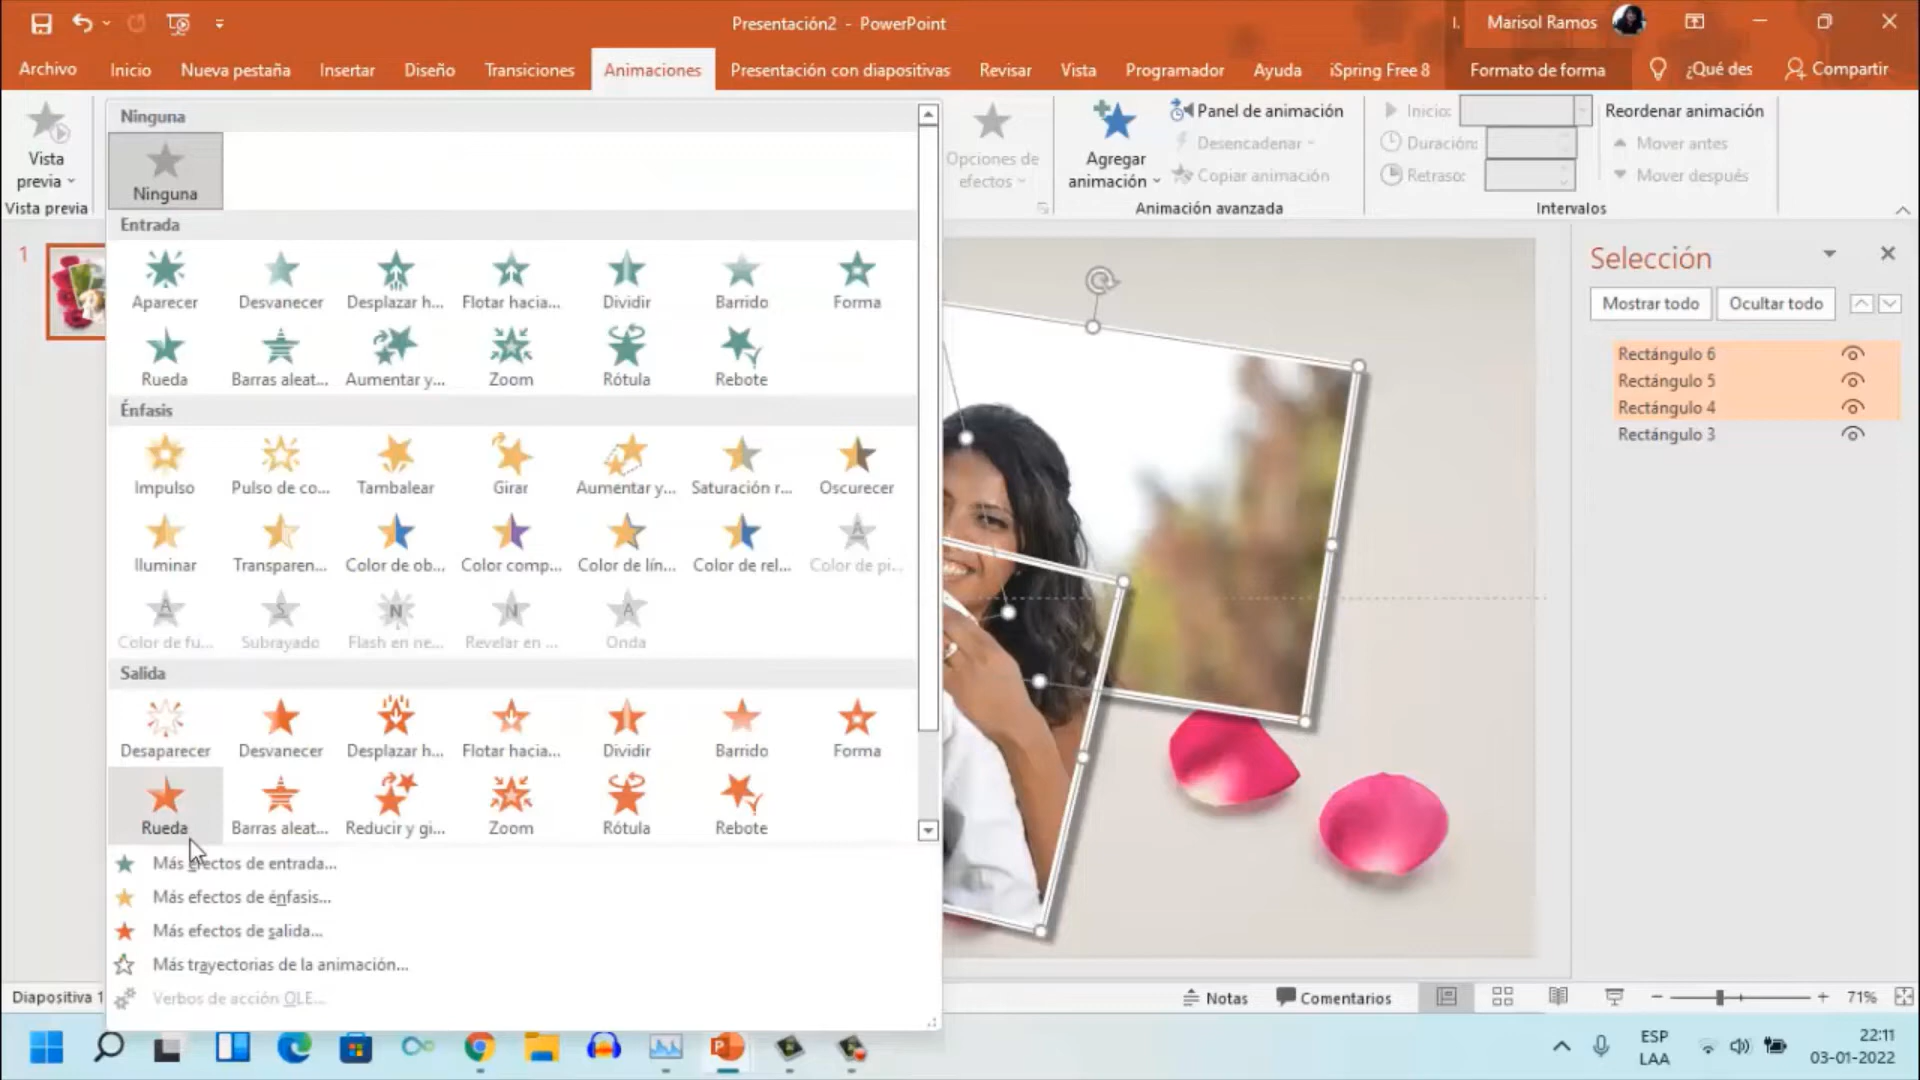 Presentación2 - PowerPoint
Marisol Ramos
Archivo
Inicio
Nueva pestaña
Insertar
Diseño
Transiciones
Animaciones
Presentación con diapositivas
Revisar
Vista
Programador
Ayuda
iSpring Free 8
Formato de forma
¿Qué des
Compartir
Vista
previa
Vista previa
Opciones de
efectos
Agregar
animación
Panel de animación
Desencadenar
Copiar animación
Animación avanzada
Inicio:
Duración:
Retraso:
Reordenar animación
Mover antes
Mover después
Intervalos
Ninguna
Ninguna
Entrada
Aparecer
Desvanecer
Desplazar h...
Flotar hacia...
Dividir
Barrido
Forma
Rueda
Barras aleat...
Aumentar y...
Zoom
Rótula
Rebote
Énfasis
Impulso
Pulso de co...
Tambalear
Girar
Aumentar y...
Saturación r...
Oscurecer
Iluminar
Transparen...
Color de ob...
Color comp...
Color de lín...
Color de rel...
Color de pi...
Color de fu...
Subrayado
Flash en ne...
Revelar en ...
Onda
Salida
Desaparecer
Desvanecer
Desplazar h...
Flotar hacia...
Dividir
Barrido
Forma
Rueda
Barras aleat...
Reducir y gi...
Zoom
Rótula
Rebote
Más efectos de entrada...
Más efectos de énfasis...
Más efectos de salida...
Más trayectorias de la animación...
Verbos de acción OLE...
1
Selección
Mostrar todo
Ocultar todo
Rectángulo 6
Rectángulo 5
Rectángulo 4
Rectángulo 3
Diapositiva 1
Notas
Comentarios
71%
ESP
LAA
22:11
03-01-2022